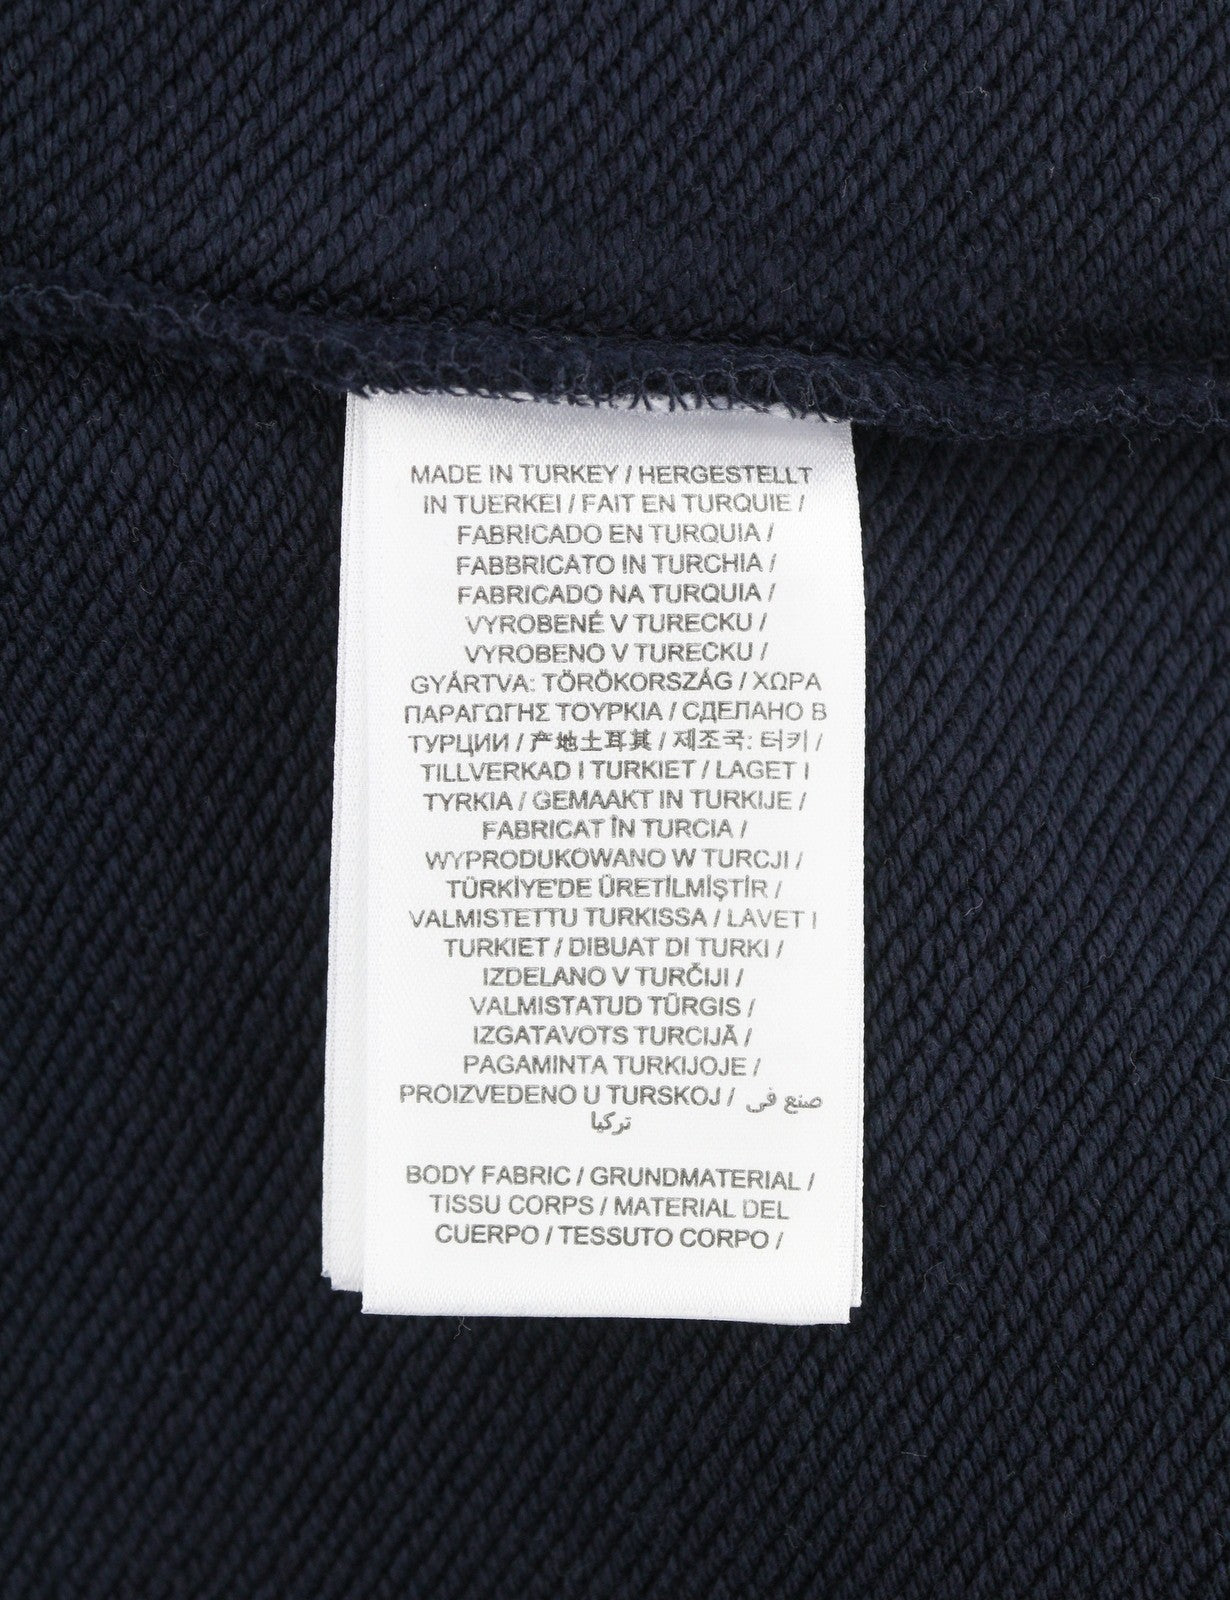 MADE IN TURKEY / HERGESTELLT
IN TUERKEI / FAIT EN TURQUIE /
FABRICADO EN TURQUIA /
FABBRICATO IN TURCHIA /
FABRICADO NA TURQUIA /
VYROBENÉ V TURECKU /
VYROBENO V TURECKU /
GYÁRTVA: TÖRÖKORSZÁG / ΧΩΡΑ
ΠΑΡΑΓΩΓΗΣ ΤΟΥΡΚΙΑ / СДЕЛАНО В
ТУРЦИИ / 产地土耳其 / 제조국: 터키 /
TILLVERKAD I TURKIET / LAGET I
TYRKIA / GEMAAKT IN TURKIJE /
FABRICAT ÎN TURCIA /
WYPRODUKOWANO W TURCJI /
TÜRKİYE'DE ÜRETİLMİŞTİR /
VALMISTETTU TURKISSA / LAVET I
TURKIET / DIBUAT DI TURKI /
IZDELANO V TURČIJI /
VALMISTATUD TÜRGIS /
IZGATAVOTS TURCIJĀ /
PAGAMINTA TURKIJOJE /
PROIZVEDENO U TURSKOJ / صنع في
تركيا
BODY FABRIC / GRUNDMATERIAL /
TISSU CORPS / MATERIAL DEL
CUERPO / TESSUTO CORPO /